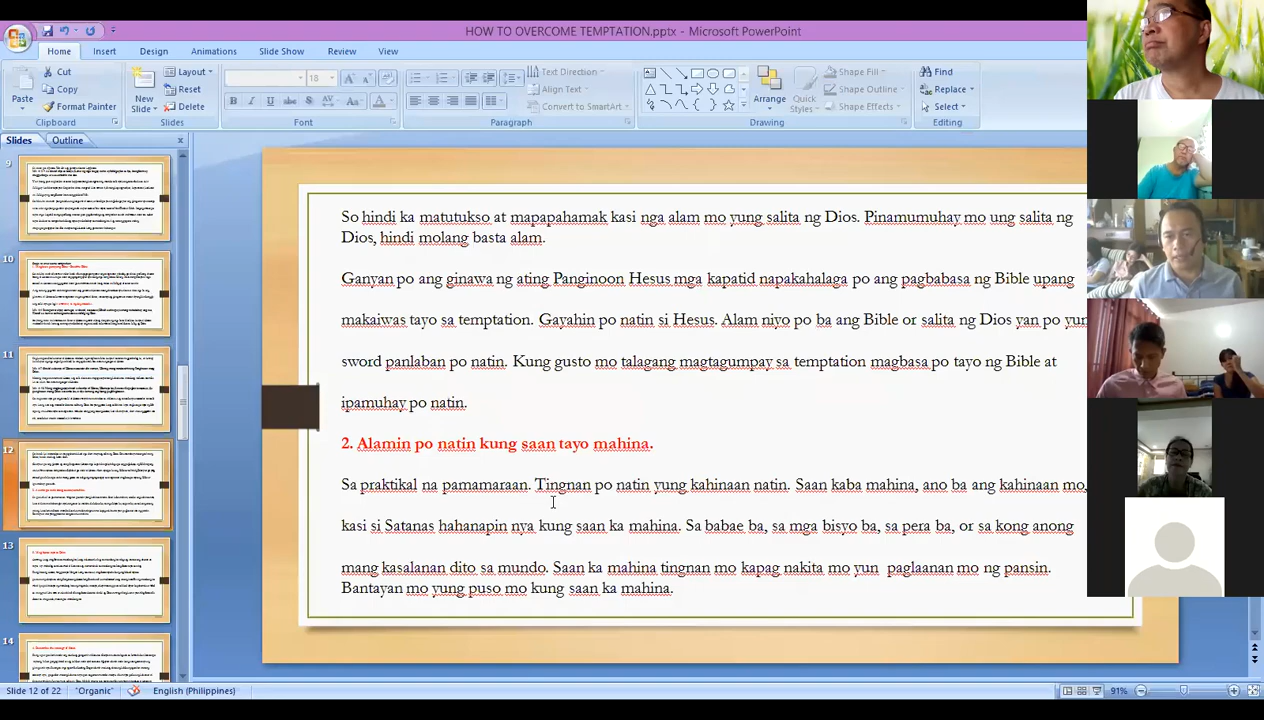 HOW TO OVERCOME TEMPTATION.pptx - Microsoft PowerPoint
Home Insert Design Animations Slide Show Review View
Paste
Cut
Copy
Format Painter
Clipboard
New Slide
Layout
Reset
Delete
Slides
18
Font
Text Direction
Align Text
Convert to SmartArt
Paragraph
Arrange
Quick Styles
Shape Fill
Shape Outline
Shape Effects
Drawing
Find
Replace
Select
Editing
Slides Outline
9
10
11
12
13
14
So hindi ka matutukso at mapapahamak kasi nga alam mo yung salita ng Dios. Pinamumuhay mo ung salita ng
Dios, hindi molang basta alam.
Ganyan po ang ginawa ng ating Panginoon Hesus mga kapatid napakahalaga po ang pagbabasa ng Bible upang
makaiwas tayo sa temptation. Gayahin po natin si Hesus. Alam niyo po ba ang Bible or salita ng Dios yan po yun
sword panlaban po natin. Kung gusto mo talagang magtagumpay sa temptation magbasa po tayo ng Bible at
ipamuhay po natin.
2. Alamin po natin kung saan tayo mahina.
Sa praktikal na pamamaran. Tingnan po natin yung kahinaan natin. Saan kaba mahina, ano ba ang kahinaan mo,
kasi si Satanas hahanapin nya kung saan ka mahina. Sa babae ba, sa mga bisyo ba, sa pera ba, or sa kong anong
mang kasalanan dito sa mundo. Saan ka mahina tingnan mo kapag nakita mo yun paglaanan mo ng pansin.
Bantayan mo yung puso mo kung saan ka mahina.
Slide 12 of 22 "Organic" English (Philippines) 91%